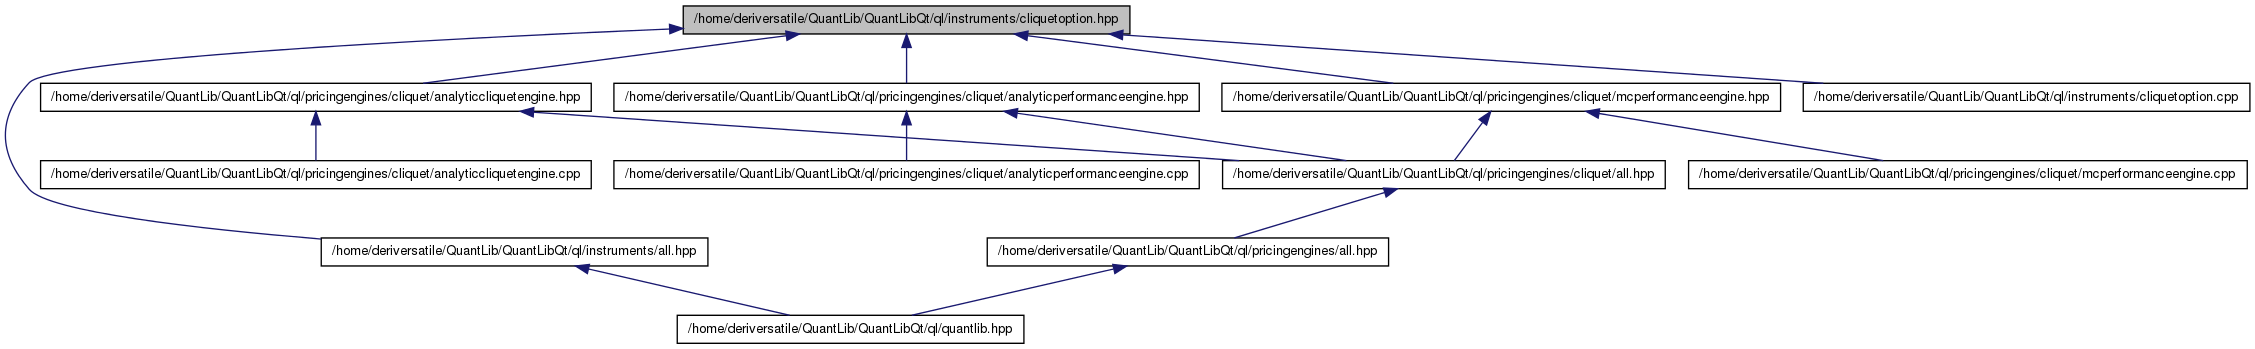 /home/deriversatile/QuantLib/QuantLibQt/ql/instruments/cliquetoption.hpp
/home/deriversatile/QuantLib/QuantLibQt/ql/pricingengines/cliquet/analyticcliquetengine.hpp
/home/deriversatile/QuantLib/QuantLibQt/ql/pricingengines/cliquet/analyticperformanceengine.hpp
/home/deriversatile/QuantLib/QuantLibQt/ql/pricingengines/cliquet/mcperformanceengine.hpp
/home/deriversatile/QuantLib/QuantLibQt/ql/instruments/cliquetoption.cpp
/home/deriversatile/QuantLib/QuantLibQt/ql/pricingengines/cliquet/analyticcliquetengine.cpp
/home/deriversatile/QuantLib/QuantLibQt/ql/pricingengines/cliquet/analyticperformanceengine.cpp
/home/deriversatile/QuantLib/QuantLibQt/ql/pricingengines/cliquet/all.hpp
/home/deriversatile/QuantLib/QuantLibQt/ql/pricingengines/cliquet/mcperformanceengine.cpp
/home/deriversatile/QuantLib/QuantLibQt/ql/instruments/all.hpp
/home/deriversatile/QuantLib/QuantLibQt/ql/pricingengines/all.hpp
/home/deriversatile/QuantLib/QuantLibQt/ql/quantlib.hpp